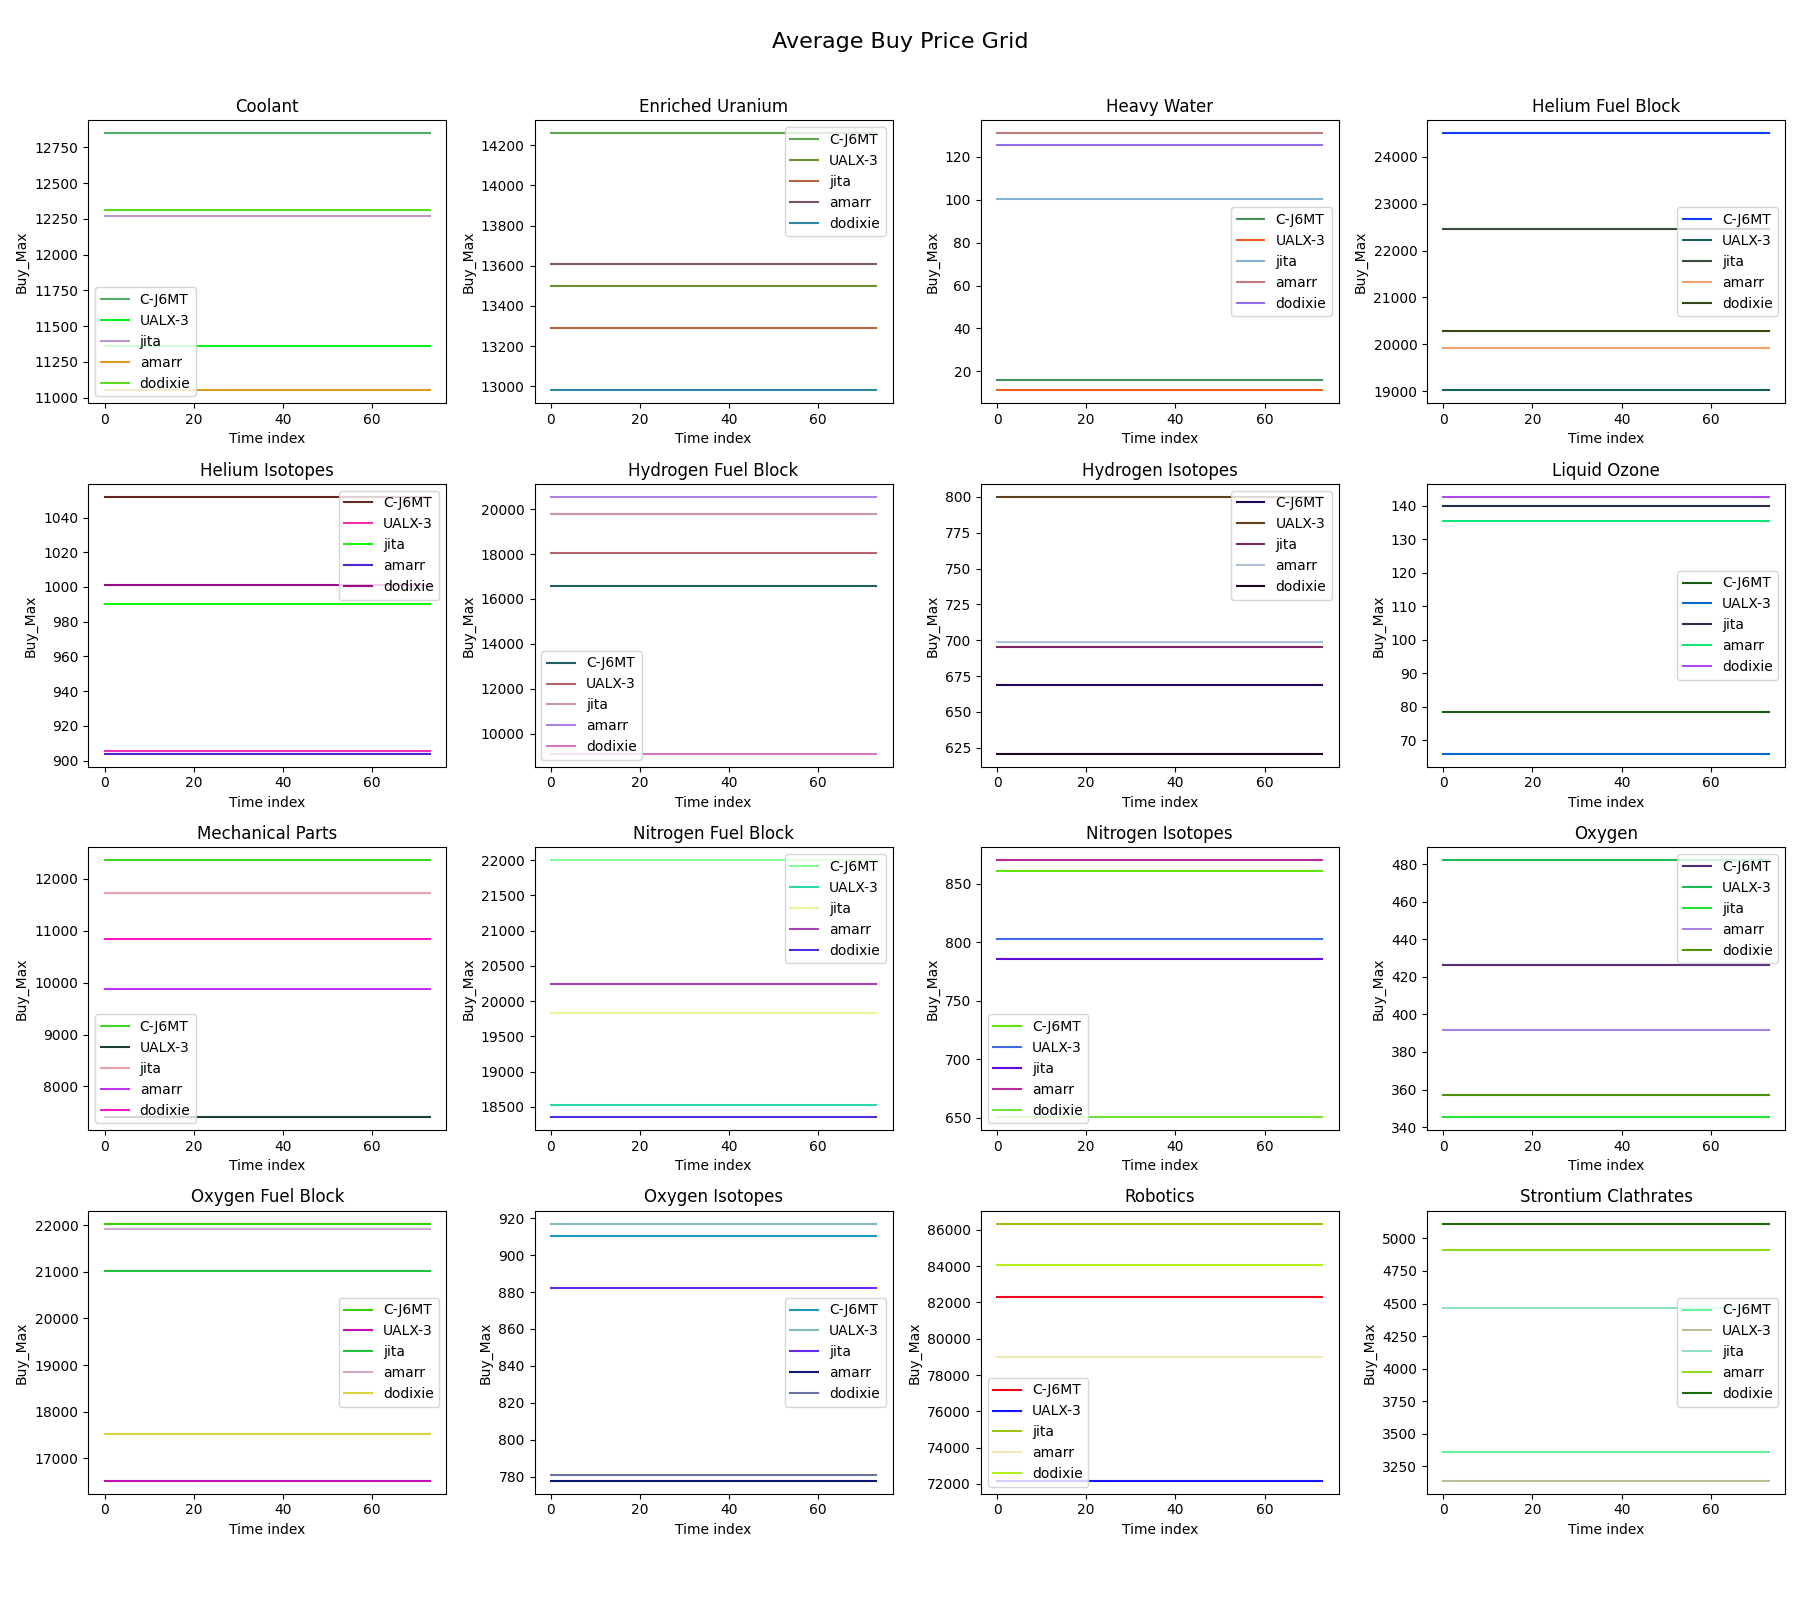 Average Buy Price Grid
Coolant
Buy_Max
12750
12500
12250
12000
11750
11500
11250
11000
C-J6MT
UALX-3
jita
amarr
dodixie
0 20 40 60
Time index
Enriched Uranium
Buy_Max
14200
14000
13800
13600
13400
13200
13000
C-J6MT
UALX-3
jita
amarr
dodixie
0 20 40 60
Time index
Heavy Water
Buy_Max
120
100
80
60
40
20
C-J6MT
UALX-3
jita
amarr
dodixie
0 20 40 60
Time index
Helium Fuel Block
Buy_Max
24000
23000
22000
21000
20000
19000
C-J6MT
UALX-3
jita
amarr
dodixie
0 20 40 60
Time index
Helium Isotopes
Buy_Max
1040
1020
1000
980
960
940
920
900
C-J6MT
UALX-3
jita
amarr
dodixie
0 20 40 60
Time index
Hydrogen Fuel Block
Buy_Max
20000
18000
16000
14000
12000
10000
C-J6MT
UALX-3
jita
amarr
dodixie
0 20 40 60
Time index
Hydrogen Isotopes
Buy_Max
800
775
750
725
700
675
650
625
C-J6MT
UALX-3
jita
amarr
dodixie
0 20 40 60
Time index
Liquid Ozone
Buy_Max
140
130
120
110
100
90
80
70
C-J6MT
UALX-3
jita
amarr
dodixie
0 20 40 60
Time index
Mechanical Parts
Buy_Max
12000
11000
10000
9000
8000
C-J6MT
UALX-3
jita
amarr
dodixie
0 20 40 60
Time index
Nitrogen Fuel Block
Buy_Max
22000
21500
21000
20500
20000
19500
19000
18500
C-J6MT
UALX-3
jita
amarr
dodixie
0 20 40 60
Time index
Nitrogen Isotopes
Buy_Max
850
800
750
700
650
C-J6MT
UALX-3
jita
amarr
dodixie
0 20 40 60
Time index
Oxygen
Buy_Max
480
460
440
420
400
380
360
340
C-J6MT
UALX-3
jita
amarr
dodixie
0 20 40 60
Time index
Oxygen Fuel Block
Buy_Max
22000
21000
20000
19000
18000
17000
C-J6MT
UALX-3
jita
amarr
dodixie
0 20 40 60
Time index
Oxygen Isotopes
Buy_Max
920
900
880
860
840
820
800
780
C-J6MT
UALX-3
jita
amarr
dodixie
0 20 40 60
Time index
Robotics
Buy_Max
86000
84000
82000
80000
78000
76000
74000
72000
C-J6MT
UALX-3
jita
amarr
dodixie
0 20 40 60
Time index
Strontium Clathrates
Buy_Max
5000
4750
4500
4250
4000
3750
3500
3250
C-J6MT
UALX-3
jita
amarr
dodixie
0 20 40 60
Time index